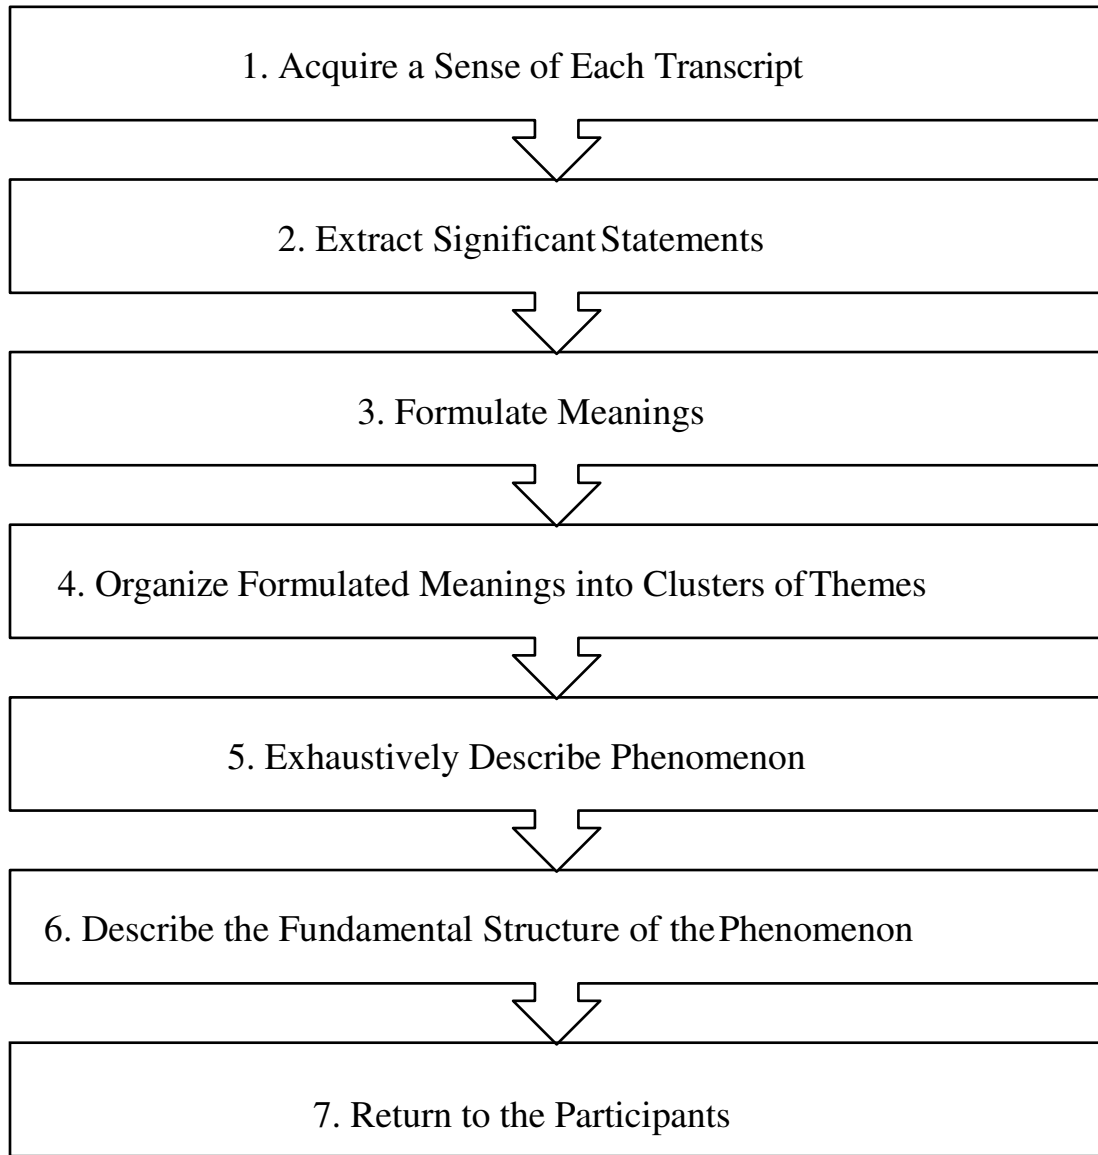 1. Acquire a Sense of Each Transcript
2. Extract Significant Statements
3. Formulate Meanings
4. Organize Formulated Meanings into Clusters of Themes
5. Exhaustively Describe Phenomenon
6. Describe the Fundamental Structure of the Phenomenon
7. Return to the Participants